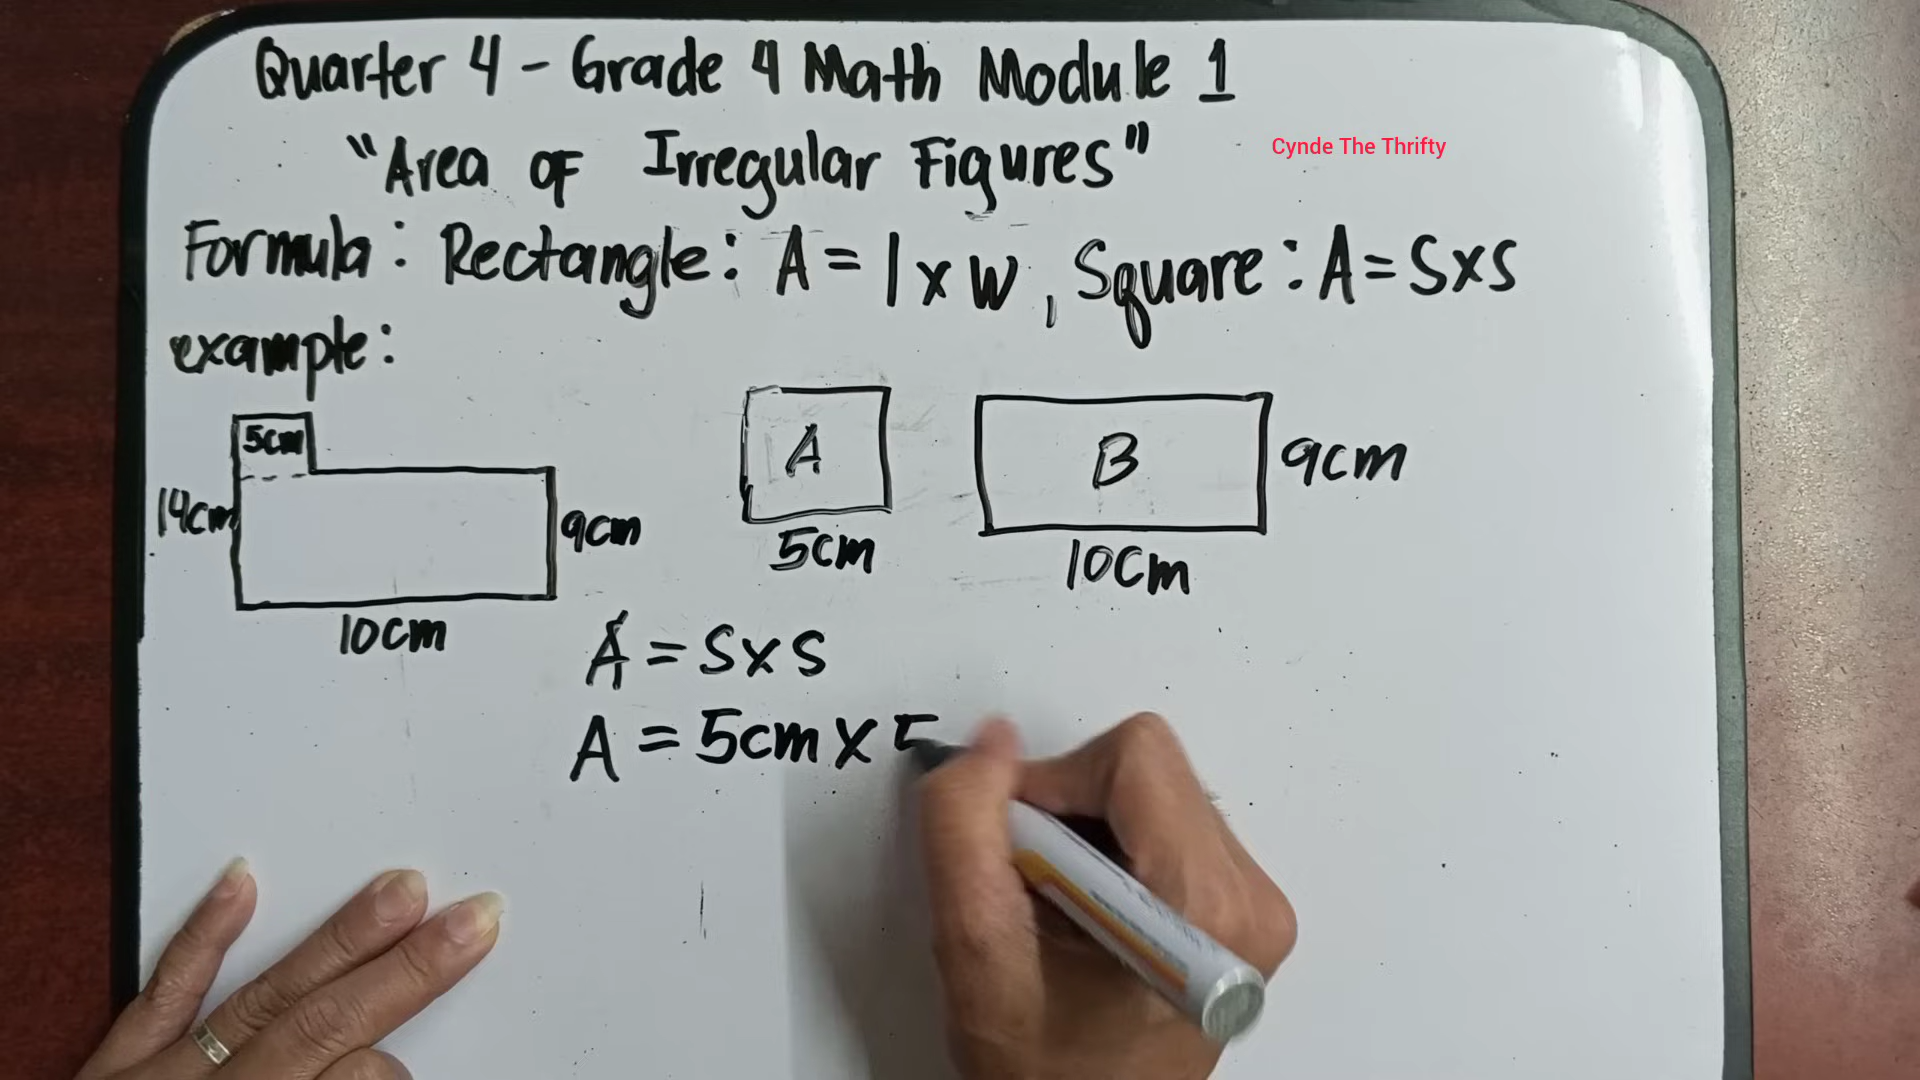 Quarter 4 - Grade 4 Math Module 1
"Area of Irregular Figures"
Cynde The Thrifty
Formula: Rectangle: A = l x w, Square: A = S x S
example:
5cm
14cm
9cm
10cm
A
5cm
B
9cm
10cm
A = S x S
A = 5cm x 5